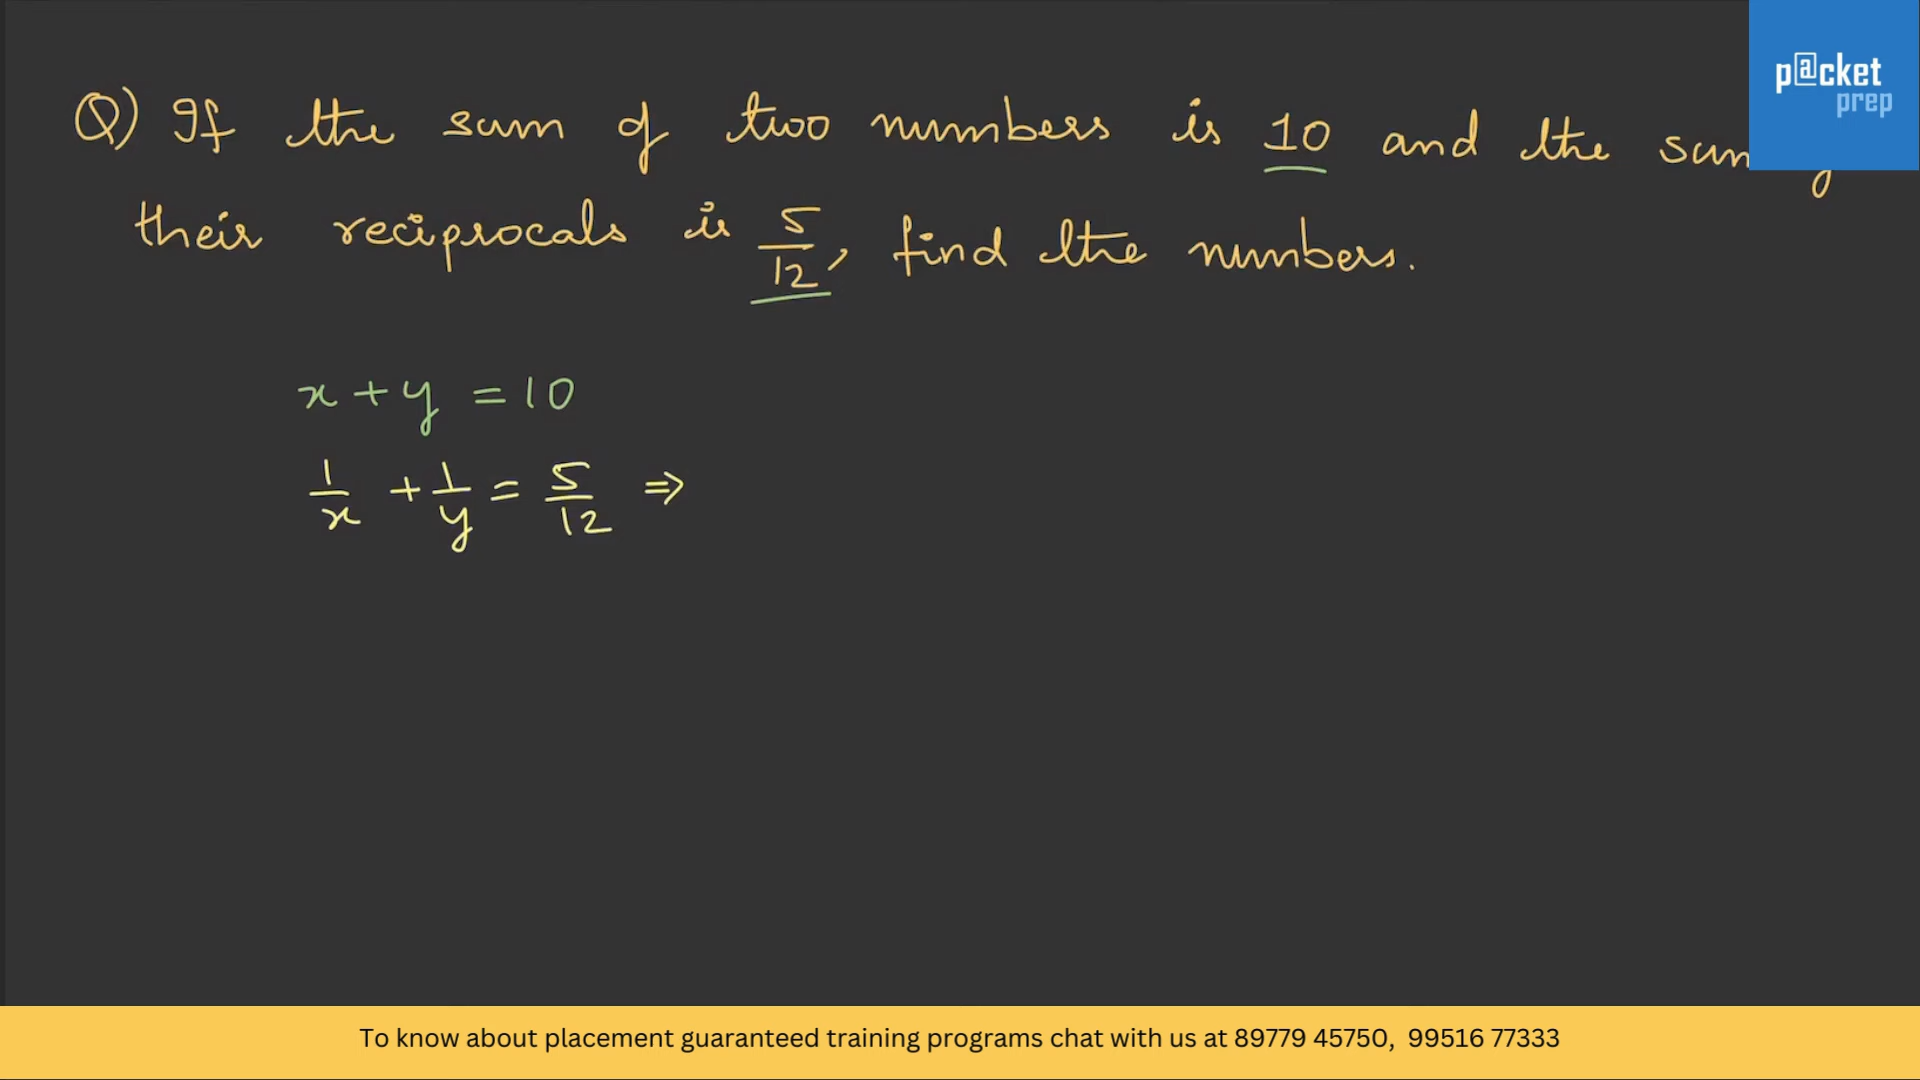 Q) If the sum of two numbers is 10 and the sum
their reciprocals is 5/12, find the numbers.
x + y = 10
1/x + 1/y = 5/12 ⇒
p@cket
prep
To know about placement guaranteed training programs chat with us at 89779 45750, 99516 77333